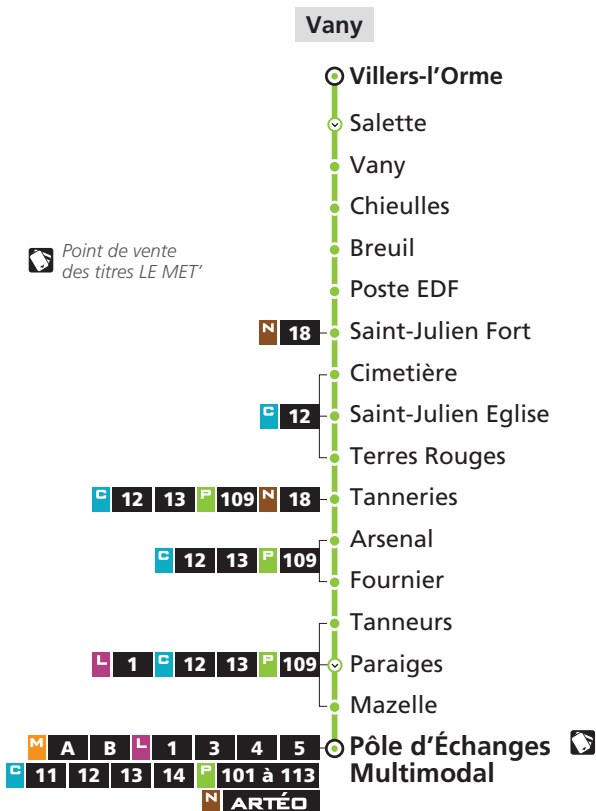 Vany
Villers-l'Orme
Salette
Vany
Chieulles
Point de vente
des titres LE MET'
Breuil
Poste EDF
N 18 Saint-Julien Fort
Cimetière
C 12 Saint-Julien Eglise
Terres Rouges
C 12 13 P 109 N 18 Tanneries
Arsenal
C 12 13 P 109
Fournier
Tanneurs
L 1 C 12 13 P 109 Paraiges
Mazelle
M A B L 1 3 4 5 Pôle d'Échanges
C 11 12 13 14 P 101 à 113 Multimodal
N ARTÉO